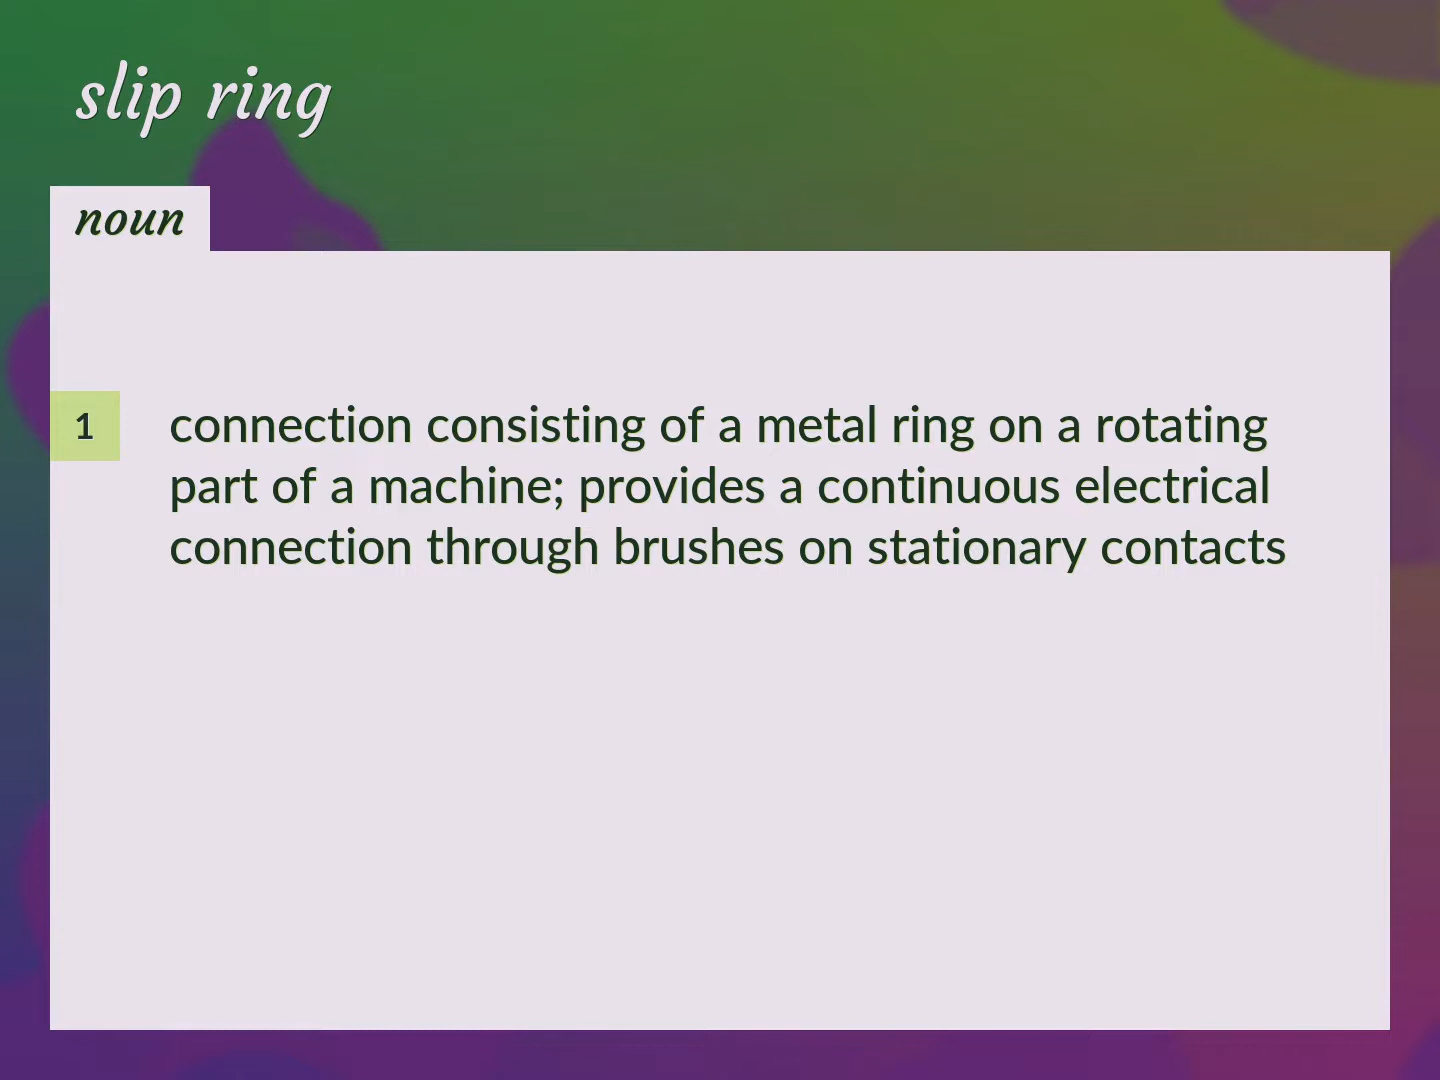 slip ring
noun
1
connection consisting of a metal ring on a rotating
part of a machine; provides a continuous electrical
connection through brushes on stationary contacts